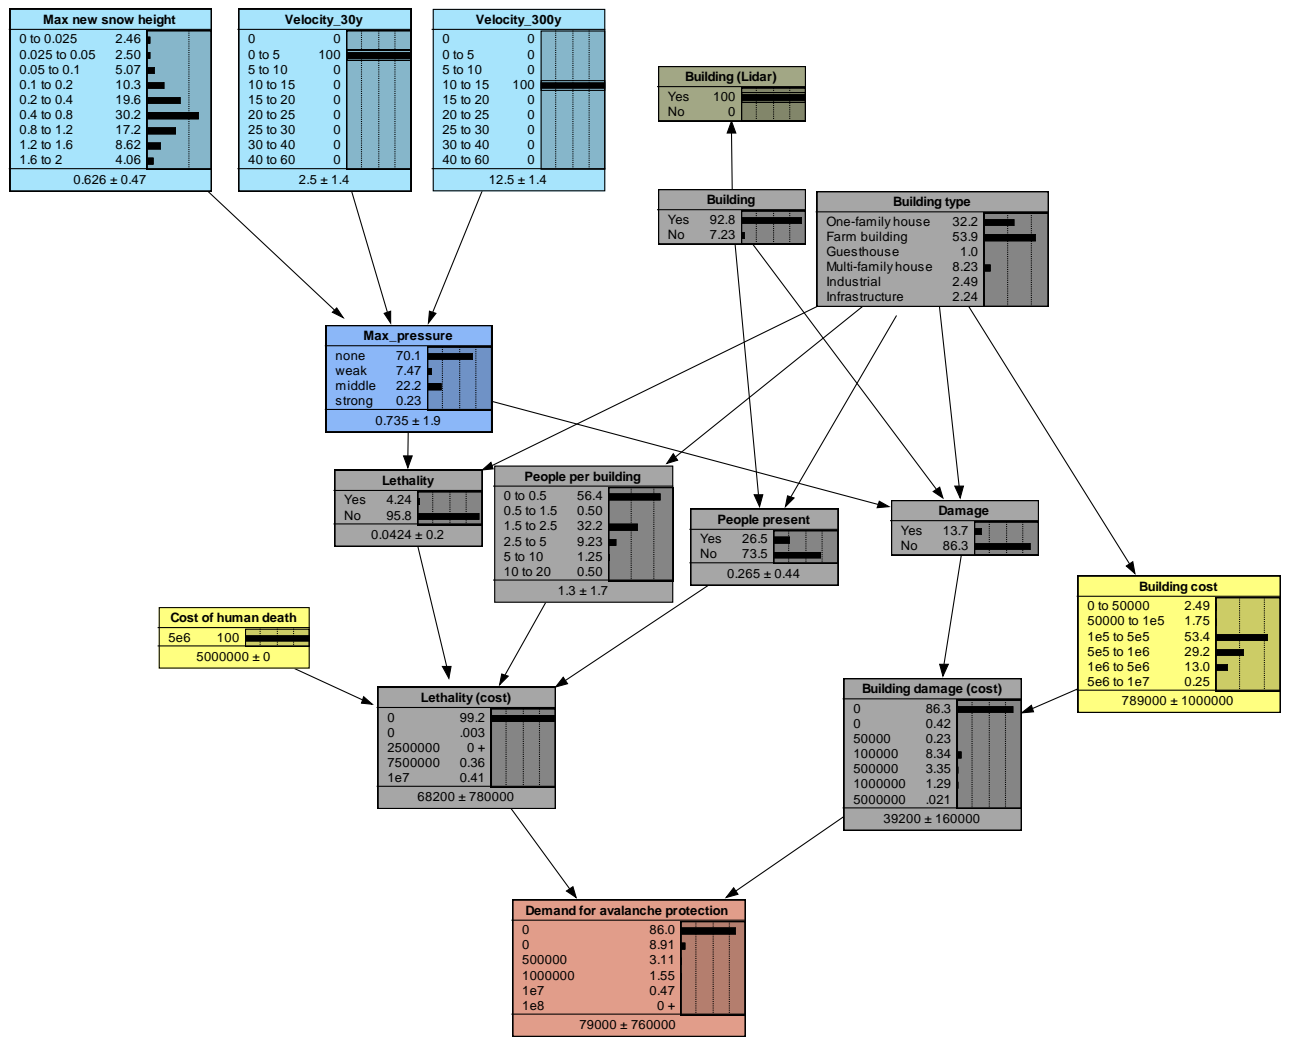 Max new snow height
0 to 0.025 2.46
0.025 to 0.05 2.50
0.05 to 0.1 5.07
0.1 to 0.2 10.3
0.2 to 0.4 19.6
0.4 to 0.8 30.2
0.8 to 1.2 17.2
1.2 to 1.6 8.62
1.6 to 2 4.06
0.626 ± 0.47
Velocity_30y
0 0
0 to 5 100
5 to 10 0
10 to 15 0
15 to 20 0
20 to 25 0
25 to 30 0
30 to 40 0
40 to 60 0
2.5 ± 1.4
Velocity_300y
0 0
0 to 5 0
5 to 10 0
10 to 15 100
15 to 20 0
20 to 25 0
25 to 30 0
30 to 40 0
40 to 60 0
12.5 ± 1.4
Building (Lidar)
Yes 100
No 0
Building
Yes 92.8
No 7.23
Building type
One-family house 32.2
Farm building 53.9
Guesthouse 1.0
Multi-family house 8.23
Industrial 2.49
Infrastructure 2.24
Max_pressure
none 70.1
weak 7.47
middle 22.2
strong 0.23
0.735 ± 1.9
Lethality
Yes 4.24
No 95.8
0.0424 ± 0.2
People per building
0 to 0.5 56.4
0.5 to 1.5 0.50
1.5 to 2.5 32.2
2.5 to 5 9.23
5 to 10 1.25
10 to 20 0.50
1.3 ± 1.7
People present
Yes 26.5
No 73.5
0.265 ± 0.44
Damage
Yes 13.7
No 86.3
Building cost
0 to 50000 2.49
50000 to 1e5 1.75
1e5 to 5e5 53.4
5e5 to 1e6 29.2
1e6 to 5e6 13.0
5e6 to 1e7 0.25
789000 ± 1000000
Cost of human death
5e6 100
5000000 ± 0
Lethality (cost)
0 99.2
0 .003
2500000 0 +
7500000 0.36
1e7 0.41
68200 ± 780000
Building damage (cost)
0 86.3
0 0.42
50000 0.23
100000 8.34
500000 3.35
1000000 1.29
5000000 .021
39200 ± 160000
Demand for avalanche protection
0 86.0
0 8.91
500000 3.11
1000000 1.55
1e7 0.47
1e8 0 +
79000 ± 760000